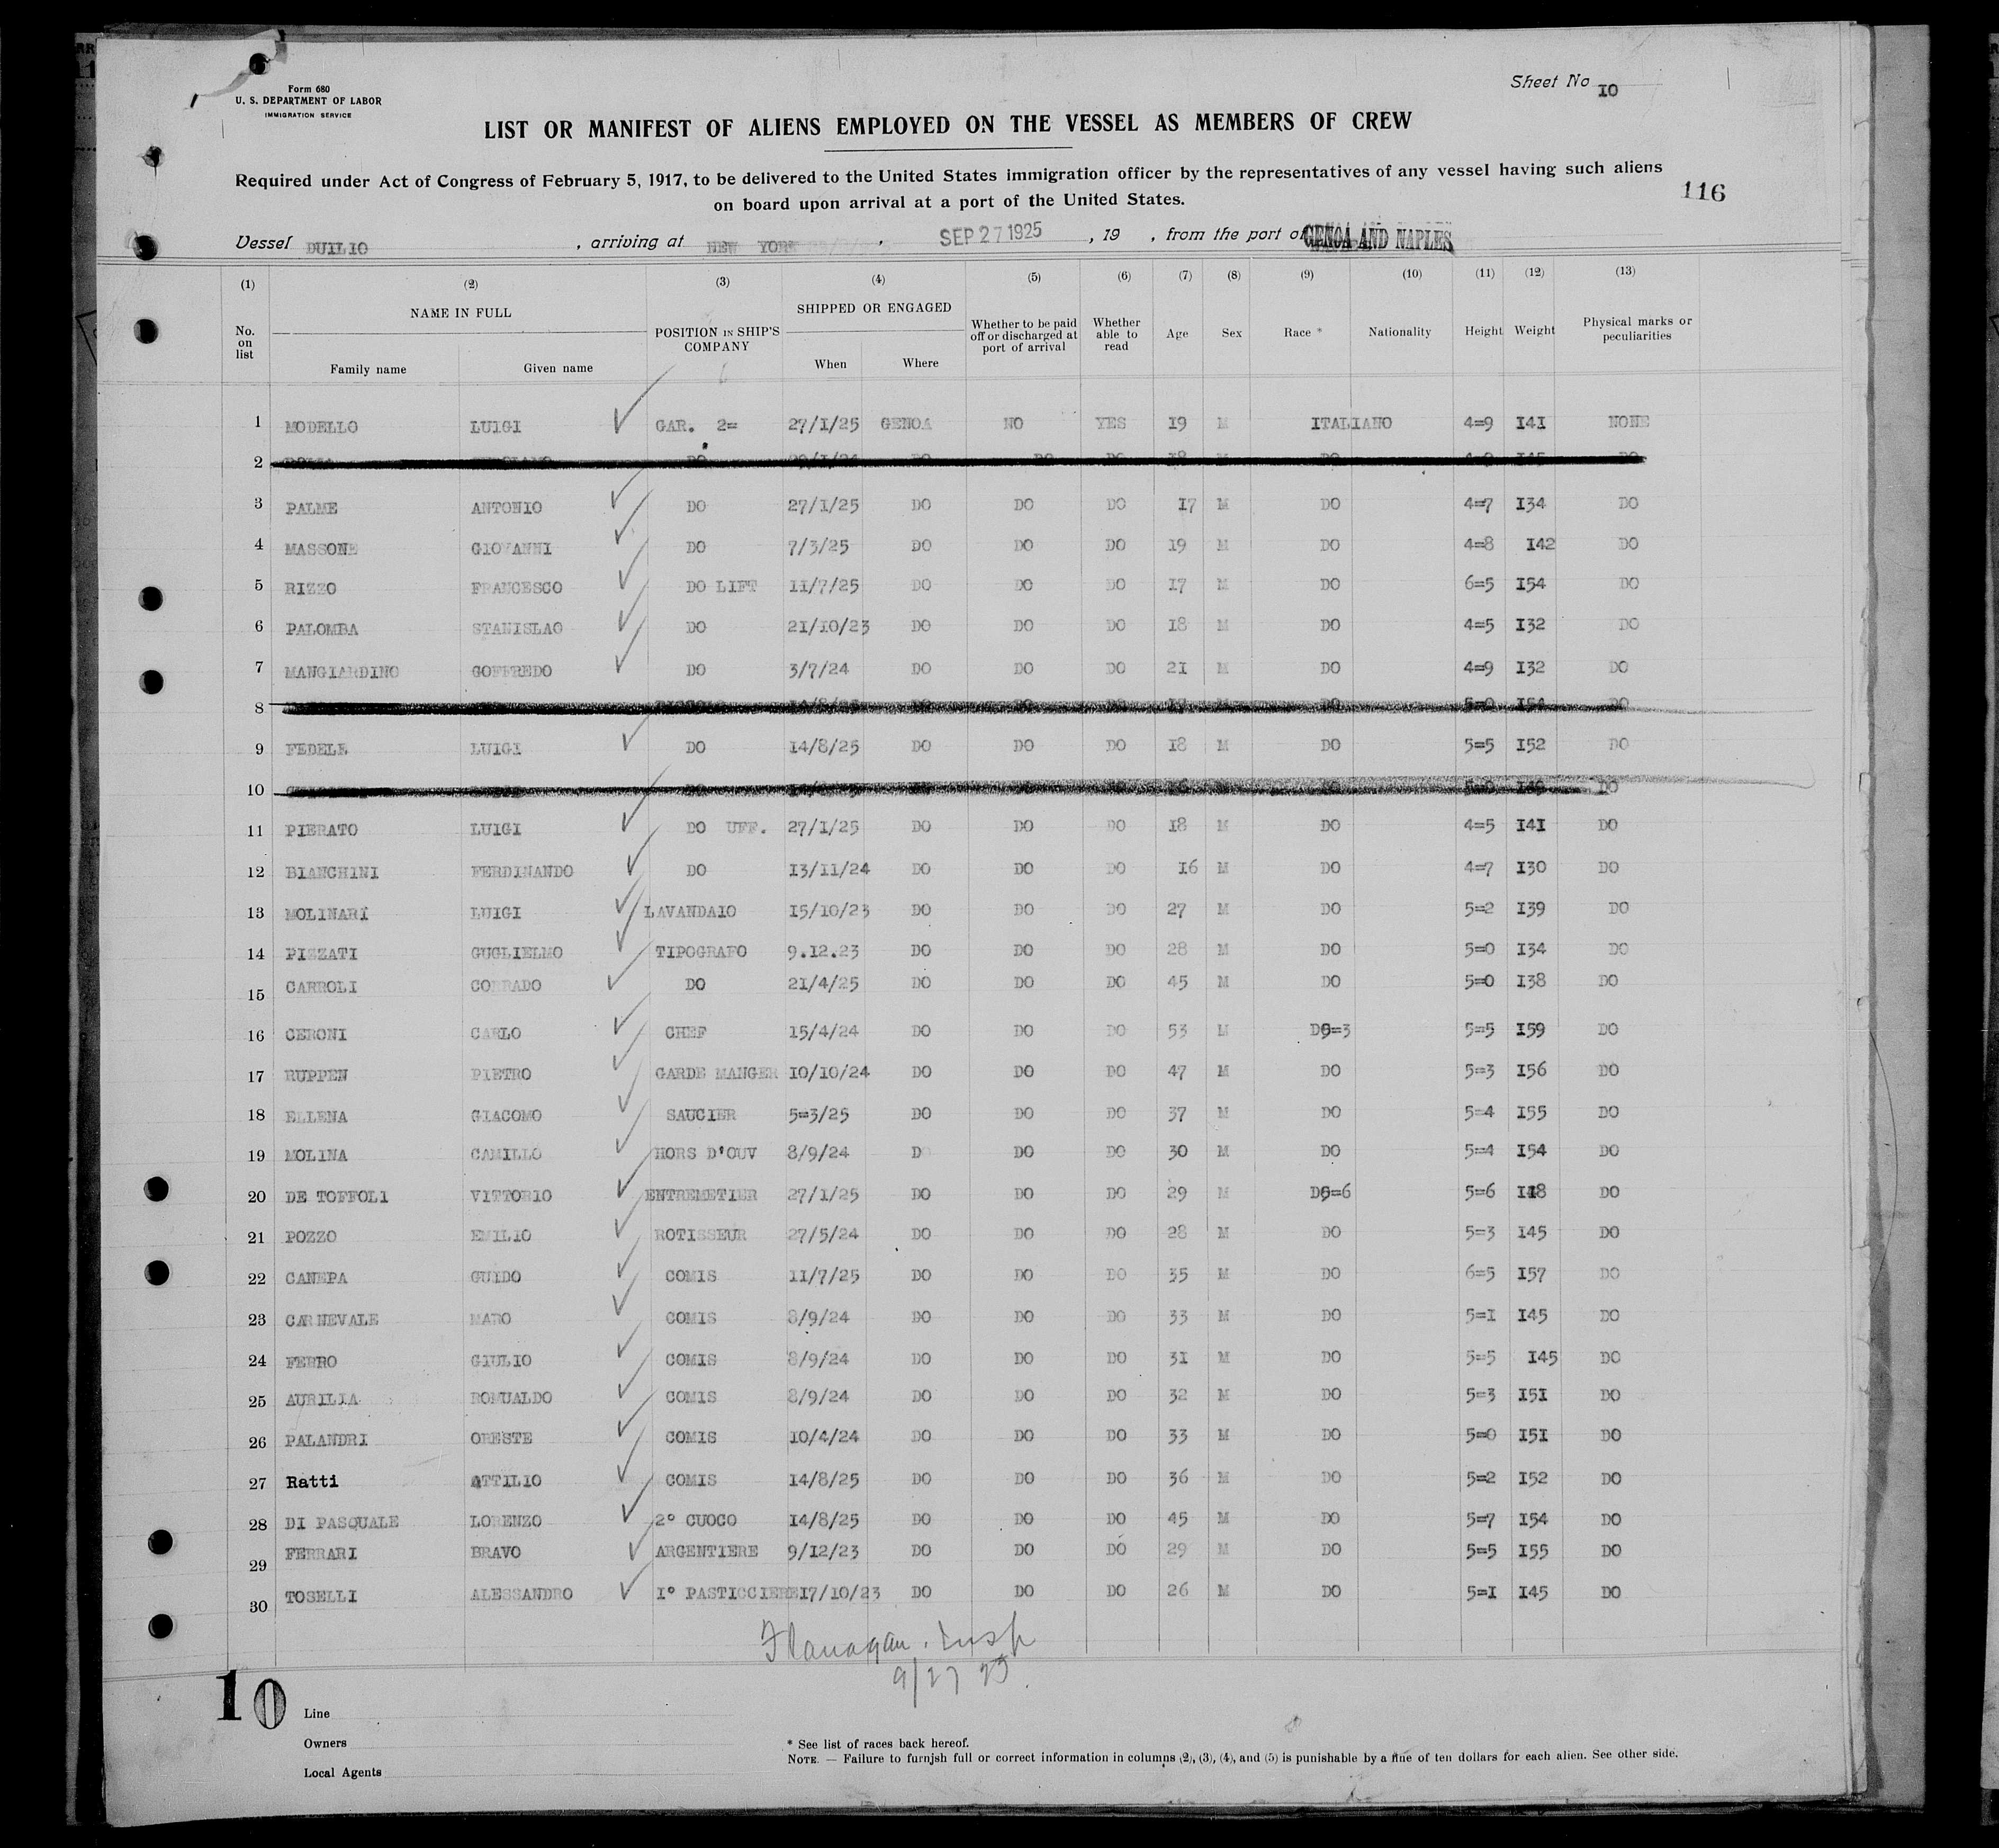 Form 680
U. S. DEPARTMENT OF LABOR
IMMIGRATION SERVICE
Sheet No 10
LIST OR MANIFEST OF ALIENS EMPLOYED ON THE VESSEL AS MEMBERS OF CREW
Required under Act of Congress of February 5, 1917, to be delivered to the United States immigration officer by the representatives of any vessel having such aliens
on board upon arrival at a port of the United States.
116
Vessel DUILIO , arriving at NEW YORK , SEP 27 1925 , 19 , from the port of GENOA AND NAPLES
(1) (2) (3) (4) (5) (6) (7) (8) (9) (10) (11) (12) (13)
No. on list NAME IN FULL Family name Given name POSITION IN SHIP'S COMPANY SHIPPED OR ENGAGED When Where Whether to be paid off or discharged at port of arrival Whether able to read Age Sex Race * Nationality Height Weight Physical marks or peculiarities
1 MODELLO LUIGI GAR. 2= 27/1/25 GENOA NO YES 19 M ITALIANO 4=9 141 NONE
2 DO DO DO 18 DO DO
3 PALME ANTONIO DO 27/1/25 DO DO DO 17 M DO 4=7 134 DO
4 MASSONE GIOVANNI DO 7/3/25 DO DO DO 19 M DO 4=8 142 DO
5 RIZZO FRANCESCO DO LIFT 11/7/25 DO DO DO 17 M DO 6=5 154 DO
6 PALOMBA STANISLAO DO 21/10/23 DO DO DO 18 M DO 4=5 132 DO
7 MANGIARDINO GOFFREDO DO 3/7/24 DO DO DO 21 M DO 4=9 132 DO
8 DO DO DO 17 M DO 5=0 154 DO
9 FEDELE LUIGI DO 14/8/25 DO DO DO 18 M DO 5=5 152 DO
10 DO DO
11 PIERATO LUIGI DO UFF. 27/1/25 DO DO DO 18 M DO 4=5 141 DO
12 BIANCHINI FERDINANDO DO 13/11/24 DO DO DO 16 M DO 4=7 130 DO
13 MOLINARI LUIGI LAVANDAIO 15/10/23 DO DO DO 27 M DO 5=2 139 DO
14 PIZZATI GUGLIELMO TIPOGRAFO 9.12.23 DO DO DO 28 M DO 5=0 134 DO
15 CARROLI CORRADO DO 21/4/25 DO DO DO 45 M DO 5=0 138 DO
16 CERONI CARLO CHEF 15/4/24 DO DO DO 53 M DO=3 5=5 159 DO
17 RUPPEN PIETRO GARDE MANGER 10/10/24 DO DO DO 47 M DO 5=3 156 DO
18 ELLENA GIACOMO SAUCIER 5=3/25 DO DO DO 37 M DO 5=4 155 DO
19 MOLINA CAMILLO HORS D'OUV 8/9/24 DO DO DO 30 M DO 5=4 154 DO
20 DE TOFFOLI VITTORIO ENTREMETIER 27/1/25 DO DO DO 29 M DO=6 5=6 148 DO
21 POZZO EMILIO ROTISSEUR 27/5/24 DO DO DO 28 M DO 5=3 145 DO
22 CANEPA GUIDO COMIS 11/7/25 DO DO DO 35 M DO 6=5 157 DO
23 CARNEVALE MARO COMIS 8/9/24 DO DO DO 33 M DO 5=1 145 DO
24 FERRO GIULIO COMIS 8/9/24 DO DO DO 31 M DO 5=5 145 DO
25 AURILIA ROMUALDO COMIS 8/9/24 DO DO DO 32 M DO 5=3 151 DO
26 PALANDRI ORESTE COMIS 10/4/24 DO DO DO 33 M DO 5=0 151 DO
27 Ratti ATTILIO COMIS 14/8/25 DO DO DO 36 M DO 5=2 152 DO
28 DI PASQUALE LORENZO 2° CUOCO 14/8/25 DO DO DO 45 M DO 5=7 154 DO
29 FERRARI BRAVO ARGENTIERE 9/12/23 DO DO DO 29 M DO 5=5 155 DO
30 TOSELLI ALESSANDRO 1° PASTICCIERE 17/10/23 DO DO DO 26 M DO 5=1 145 DO
Flanagan. Insp
9/27 25.
10
Line
Owners
Local Agents
* See list of races back hereof.
NOTE. — Failure to furnish full or correct information in columns (2), (3), (4), and (5) is punishable by a fine of ten dollars for each alien. See other side.